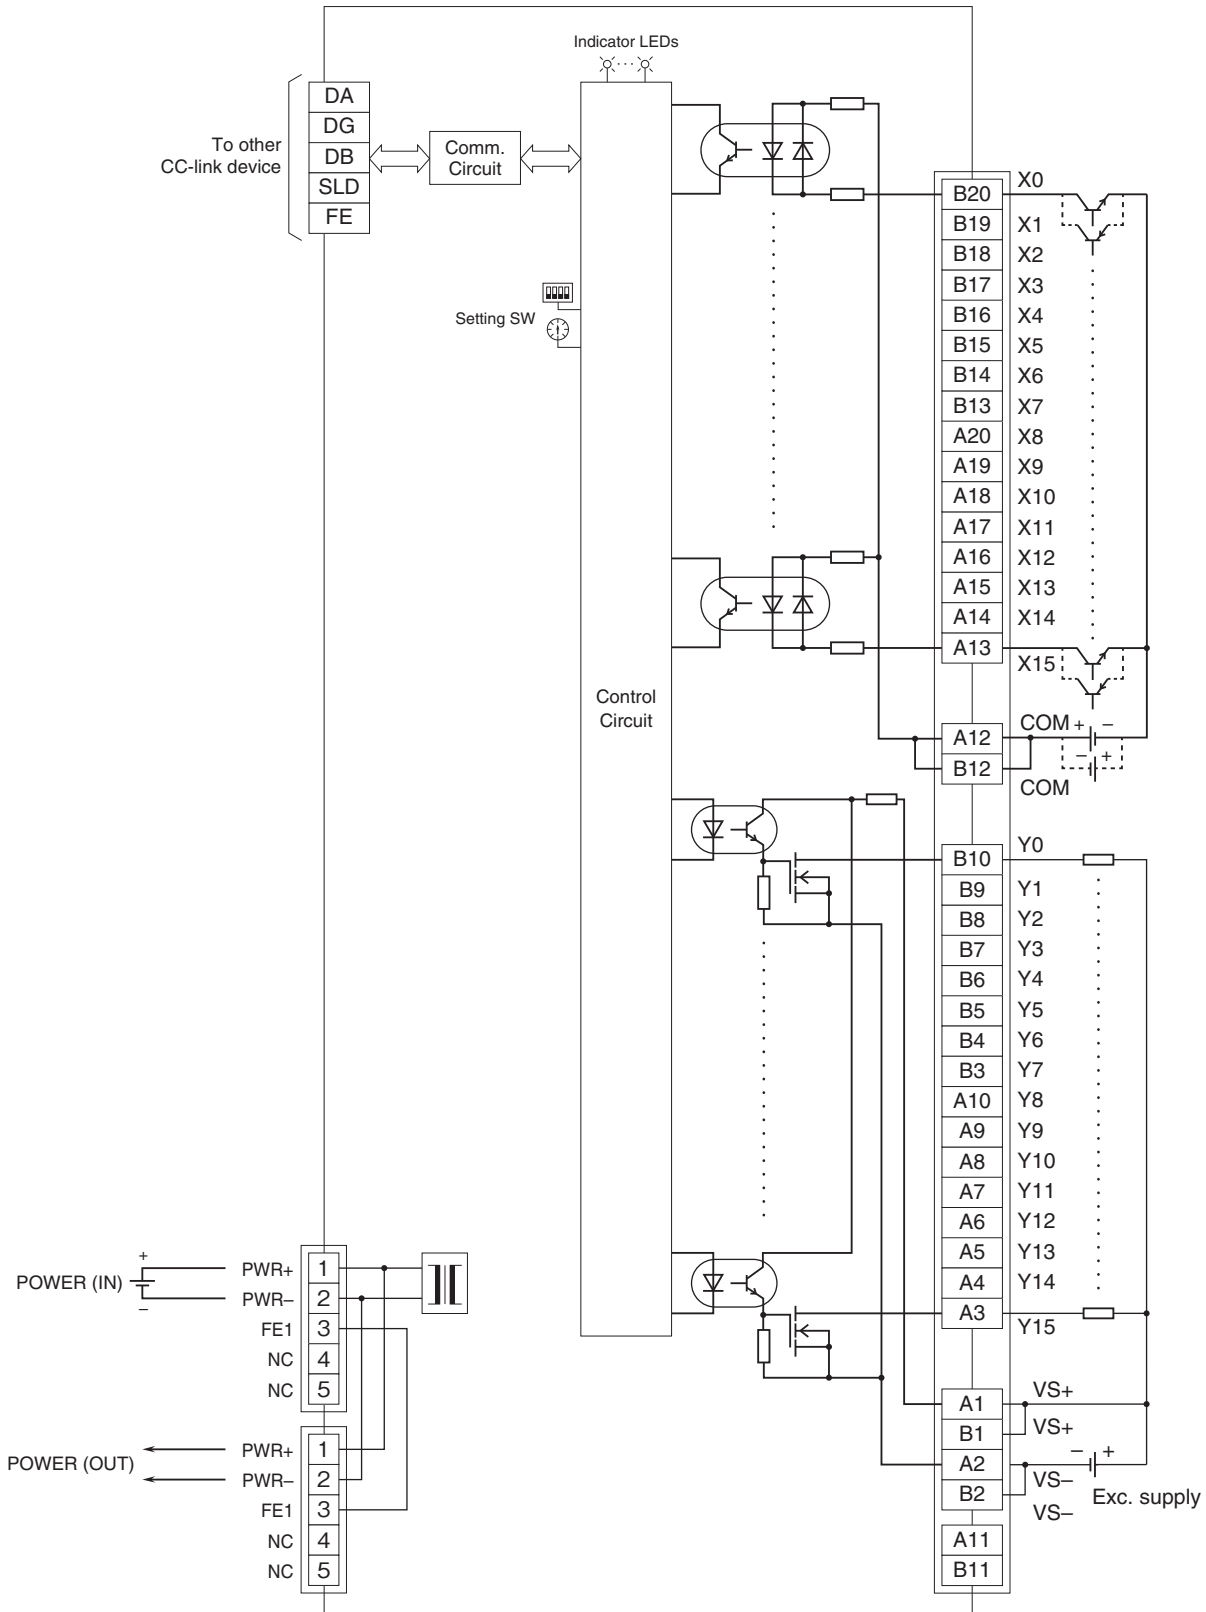 Indicator LEDs
To other
CC-link device
DA
DG
DB
SLD
FE
Comm.
Circuit
Setting SW
Control
Circuit
B20 X0
B19 X1
B18 X2
B17 X3
B16 X4
B15 X5
B14 X6
B13 X7
A20 X8
A19 X9
A18 X10
A17 X11
A16 X12
A15 X13
A14 X14
A13 X15
A12 COM + –
B12 COM – +
B10 Y0
B9 Y1
B8 Y2
B7 Y3
B6 Y4
B5 Y5
B4 Y6
B3 Y7
A10 Y8
A9 Y9
A8 Y10
A7 Y11
A6 Y12
A5 Y13
A4 Y14
A3 Y15
A1 VS+
B1 VS+
A2 VS– – +
B2 VS–
Exc. supply
A11
B11
POWER (IN) + –
PWR+ 1
PWR– 2
FE1 3
NC 4
NC 5
POWER (OUT)
PWR+ 1
PWR– 2
FE1 3
NC 4
NC 5